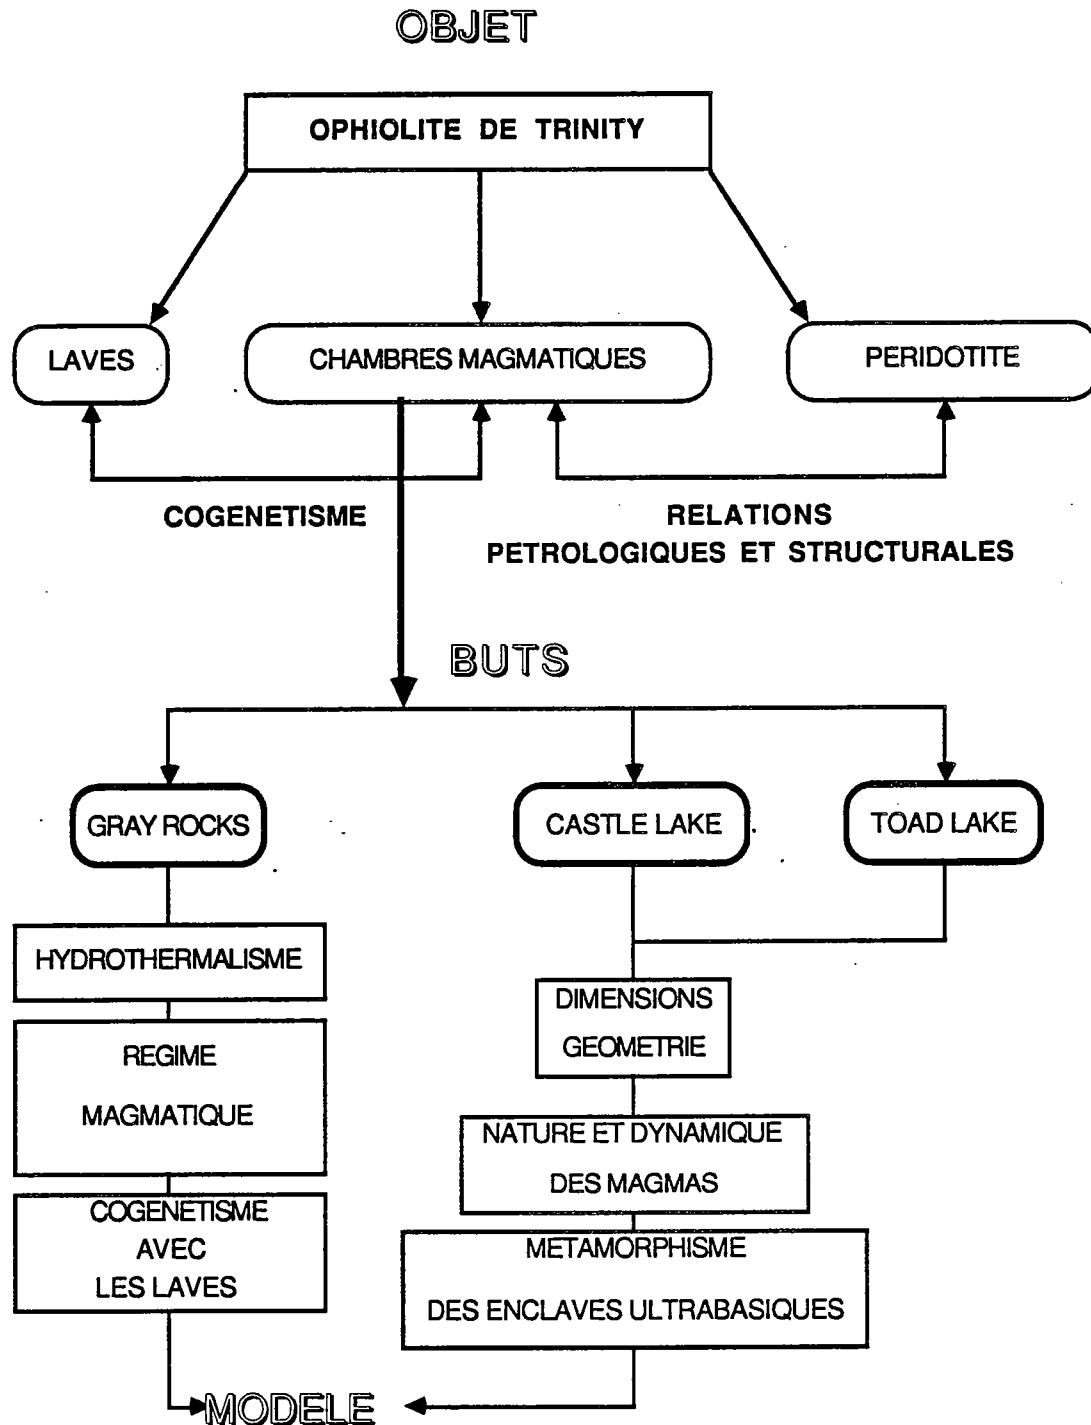 OBJET
OPHIOLITE DE TRINITY
LAVES
CHAMBRES MAGMATIQUES
PERIDOTITE
COGENETISME
RELATIONS
PETROLOGIQUES ET STRUCTURALES
BUTS
GRAY ROCKS
CASTLE LAKE
TOAD LAKE
HYDROTHERMALISME
REGIME
MAGMATIQUE
COGENETISME
AVEC
LES LAVES
DIMENSIONS
GEOMETRIE
NATURE ET DYNAMIQUE
DES MAGMAS
METAMORPHISME
DES ENCLAVES ULTRABASIQUES
MODELE